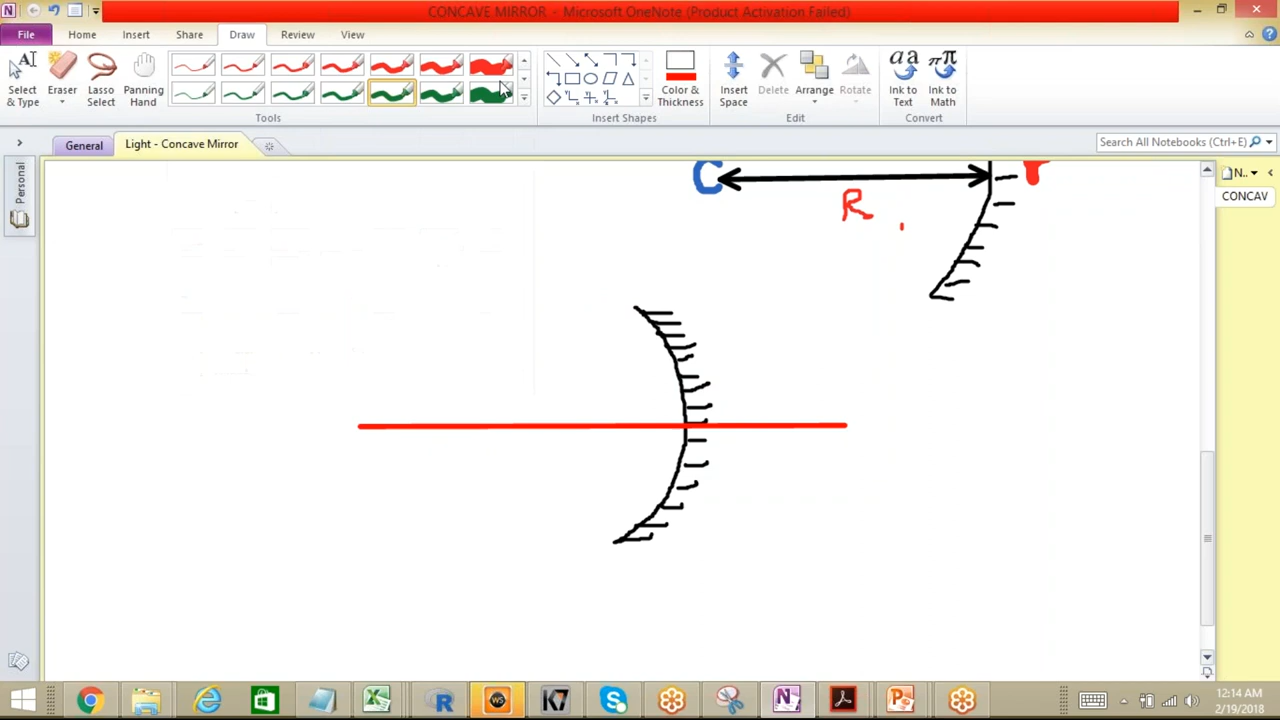 CONCAVE MIRROR - Microsoft OneNote (Product Activation Failed)
File Home Insert Share Draw Review View
Select & Type
Eraser
Lasso Select
Panning Hand
Color & Thickness
Insert Space
Delete
Arrange
Rotate
Ink to Text
Ink to Math
Tools Insert Shapes Edit Convert
General Light - Concave Mirror
Search All Notebooks (Ctrl+E)
Personal
N..
CONCAV
C
R
12:14 AM
2/19/2018